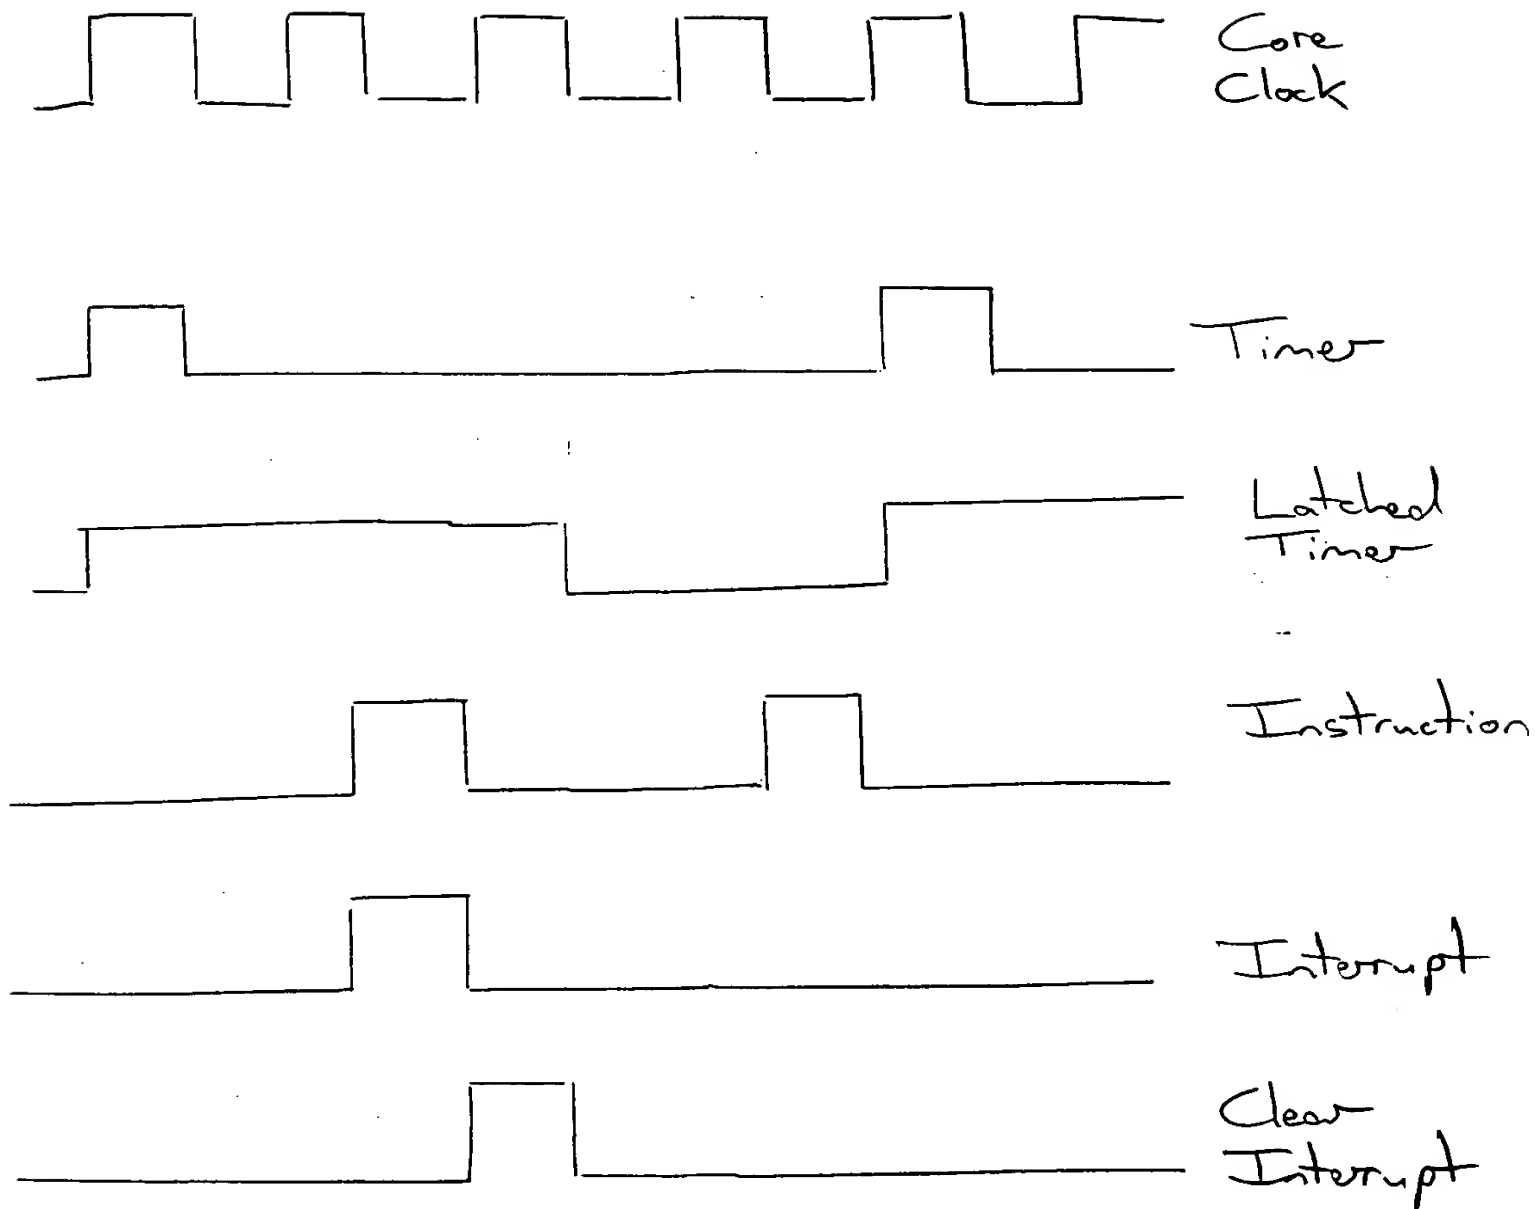 Core
Clock
Timer
Latched
Timer
Instruction
Interrupt
Clear
Interrupt